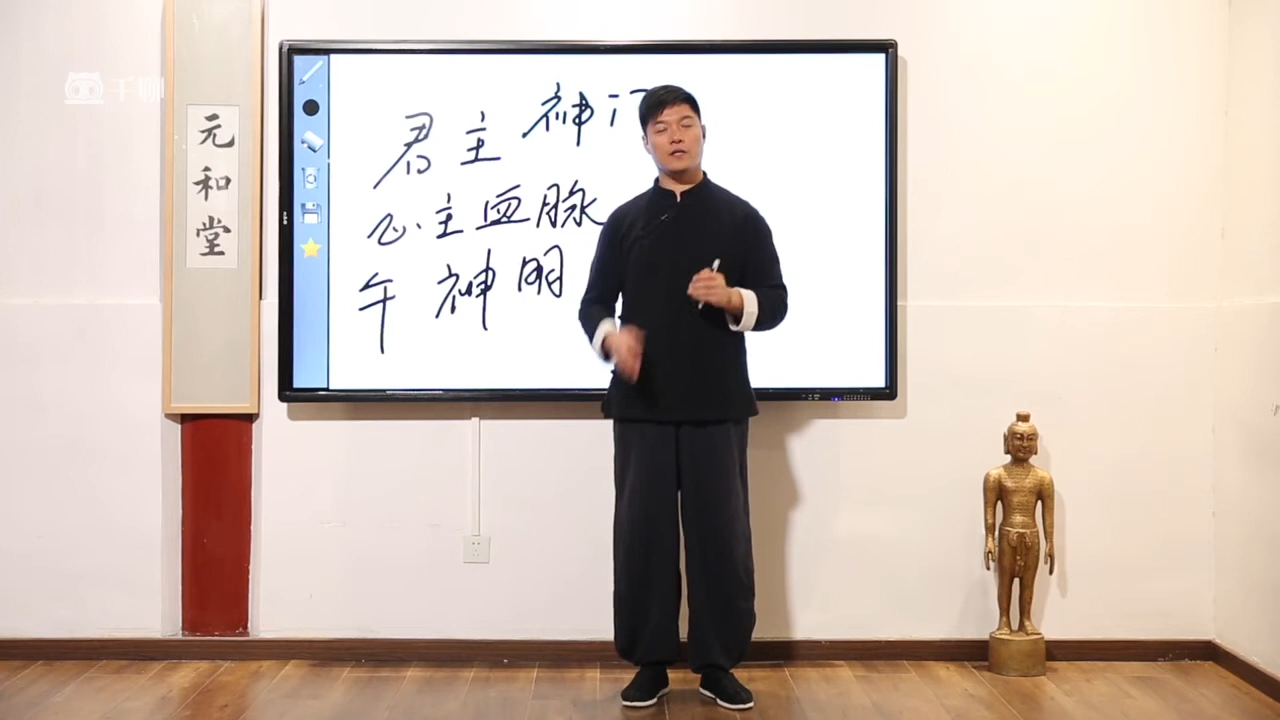 千聊
元和堂
君主 神门
心主血脉
午 神明